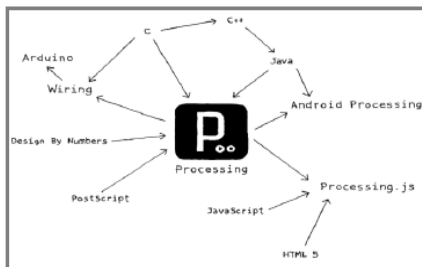 C++
C
Arduino
Java
Wiring
Android Processing
P
Design By Numbers
Processing
Processing.js
PostScript
JavaScript
HTML 5